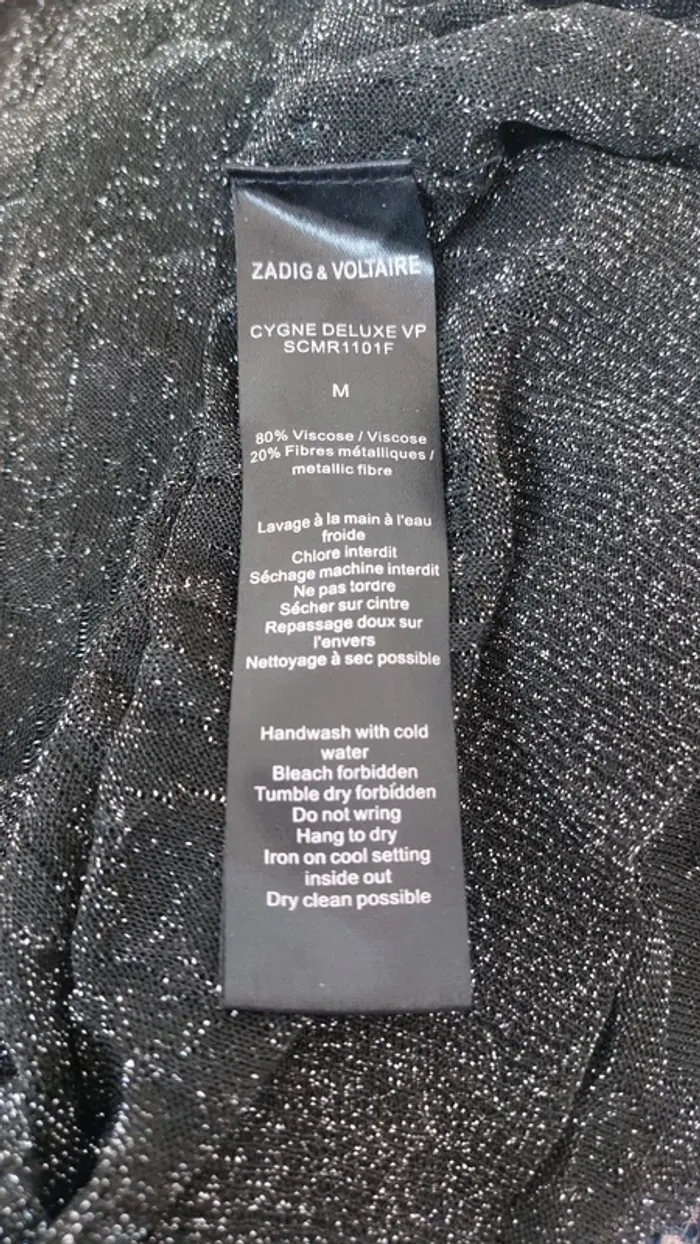 ZADIG & VOLTAIRE
CYGNE DELUXE VP
SCMR1101F
M
80% Viscose / Viscose
20% Fibres métalliques /
metallic fibre
Lavage à la main à l'eau
froide
Chlore interdit
Séchage machine interdit
Ne pas tordre
Sécher sur cintre
Repassage doux sur
l'envers
Nettoyage à sec possible
Handwash with cold
water
Bleach forbidden
Tumble dry forbidden
Do not wring
Hang to dry
Iron on cool setting
inside out
Dry clean possible